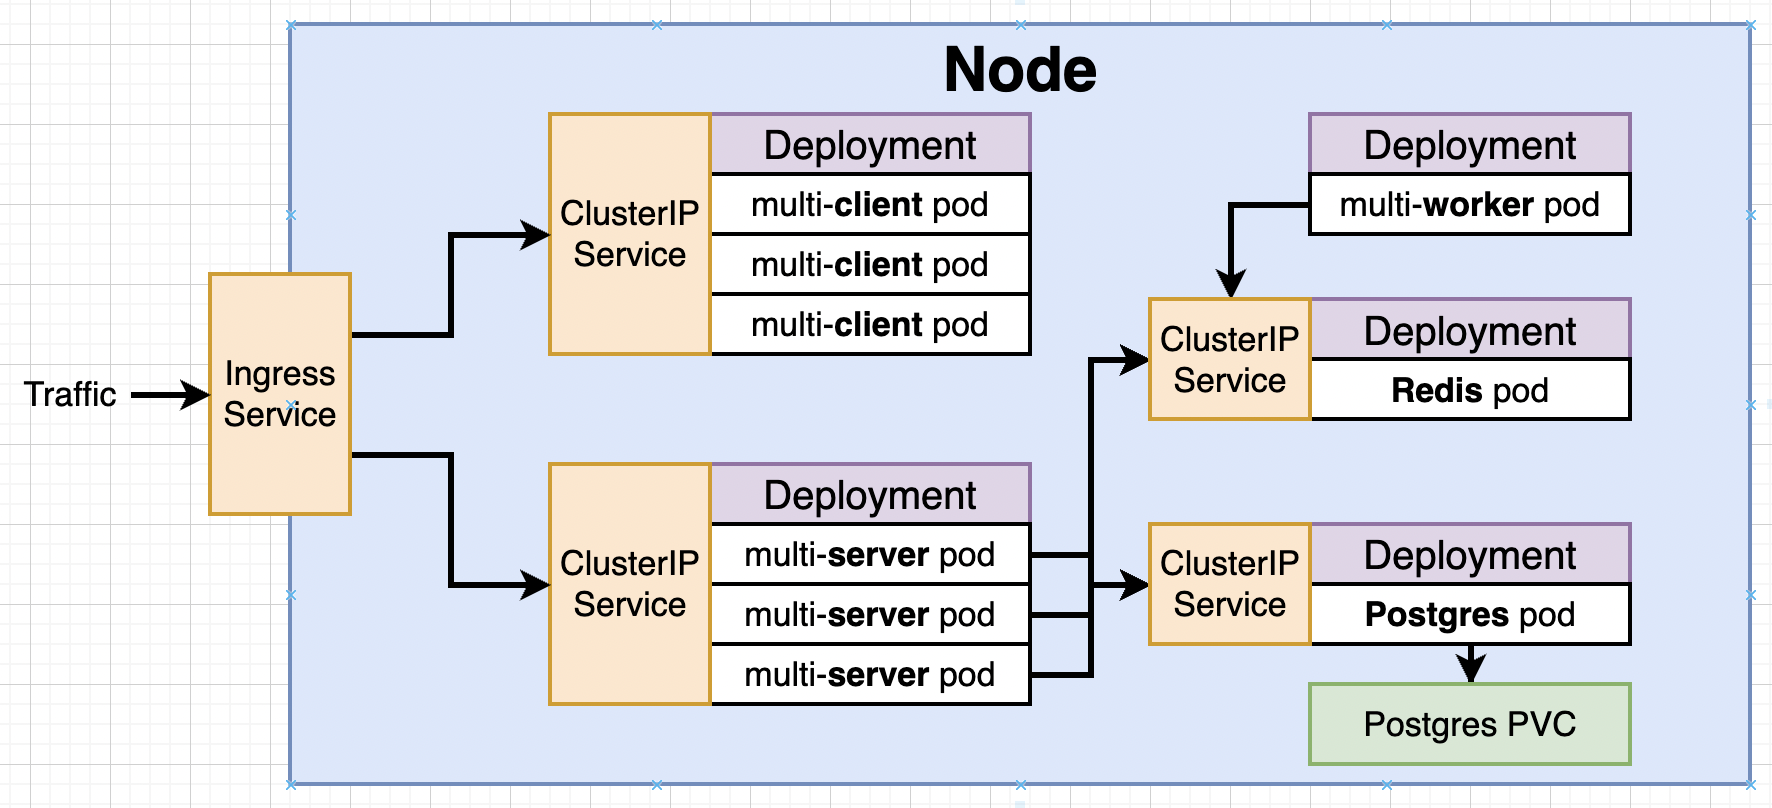 Node
Traffic
Ingress
Service
ClusterIP
Service
Deployment
multi-client pod
multi-client pod
multi-client pod
ClusterIP
Service
Deployment
multi-server pod
multi-server pod
multi-server pod
Deployment
multi-worker pod
ClusterIP
Service
Deployment
Redis pod
ClusterIP
Service
Deployment
Postgres pod
Postgres PVC